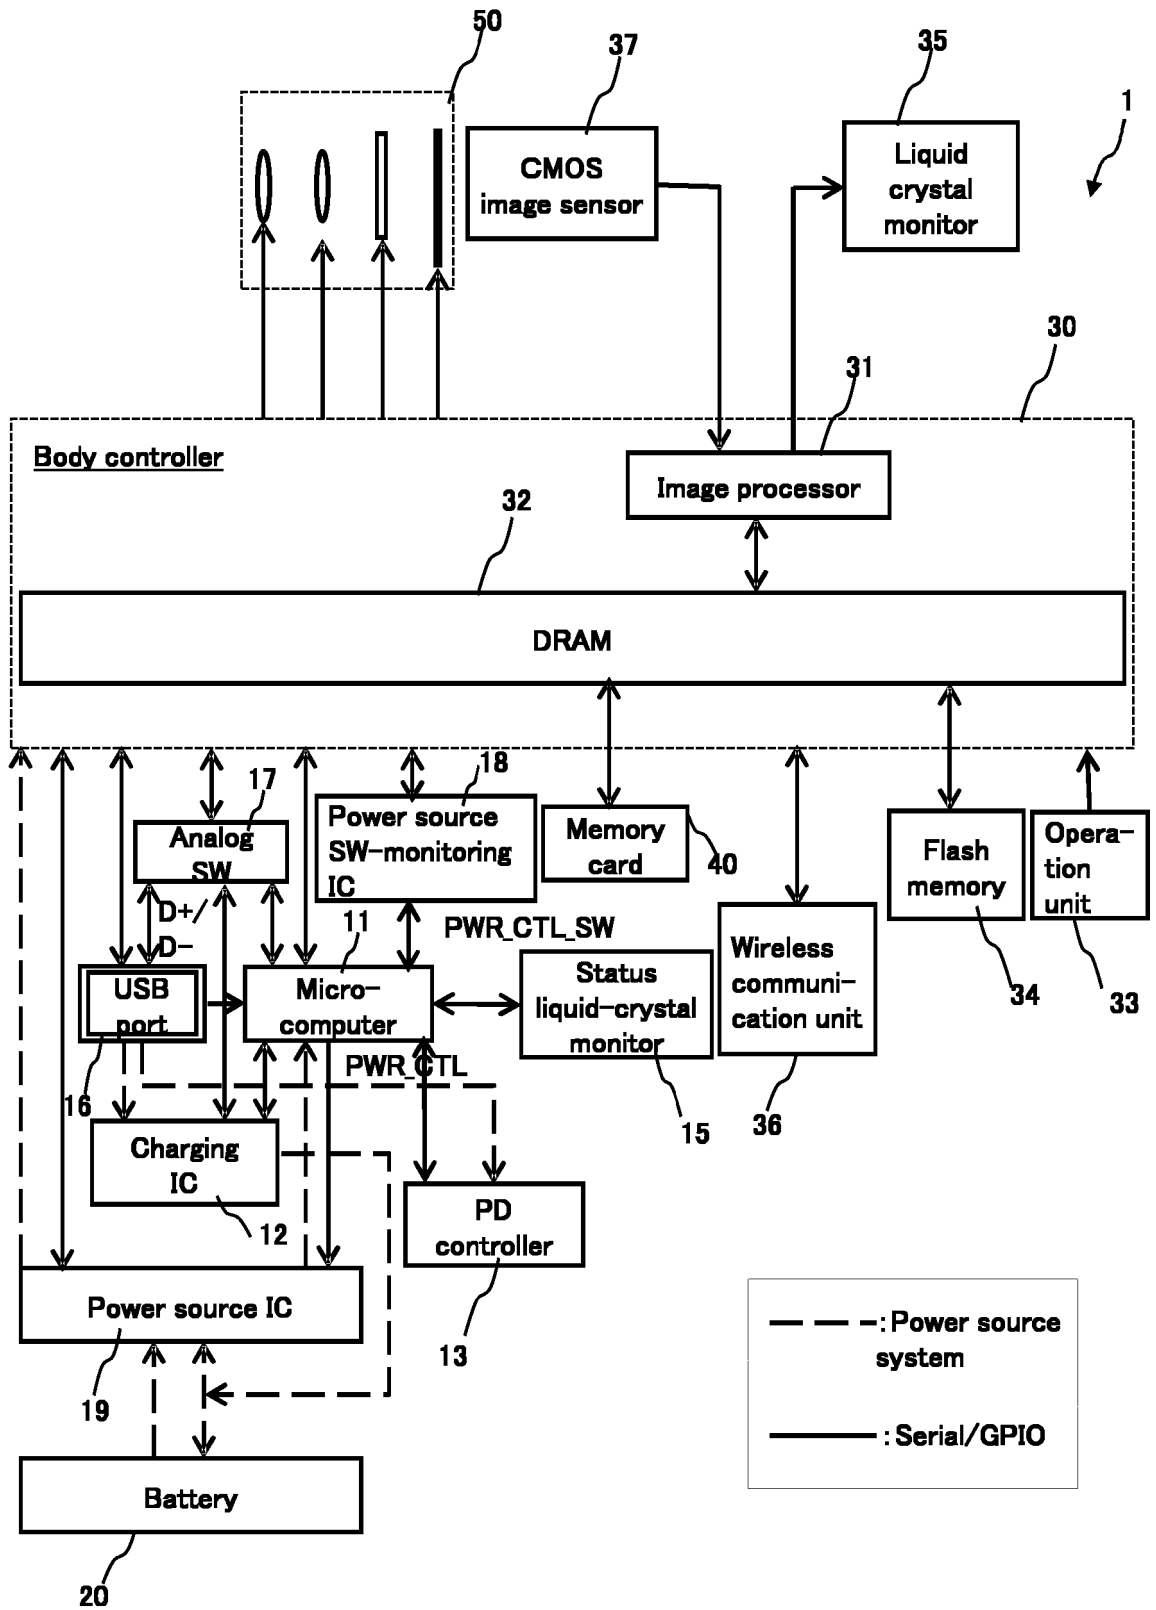 50
37
35
1
CMOS
image sensor
Liquid
crystal
monitor
30
31
Body controller
Image processor
32
DRAM
17
18
Analog
SW
Power source
SW-monitoring
IC
Memory
card
40
Flash
memory
Opera-
tion
unit
D+/
D-
11
PWR_CTL_SW
USB
port
Micro-
computer
Status
liquid-crystal
monitor
Wireless
communi-
cation unit
34
33
PWR_CTL
16
15
36
Charging
IC
12
PD
controller
13
Power source IC
19
Battery
20
: Power source
system
: Serial/GPIO